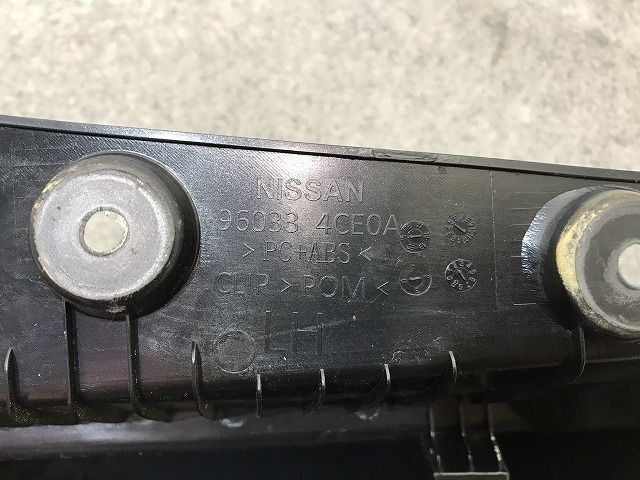 NISSAN
96033 4CE0A
> PC+ABS <
CLIP > POM <
LH